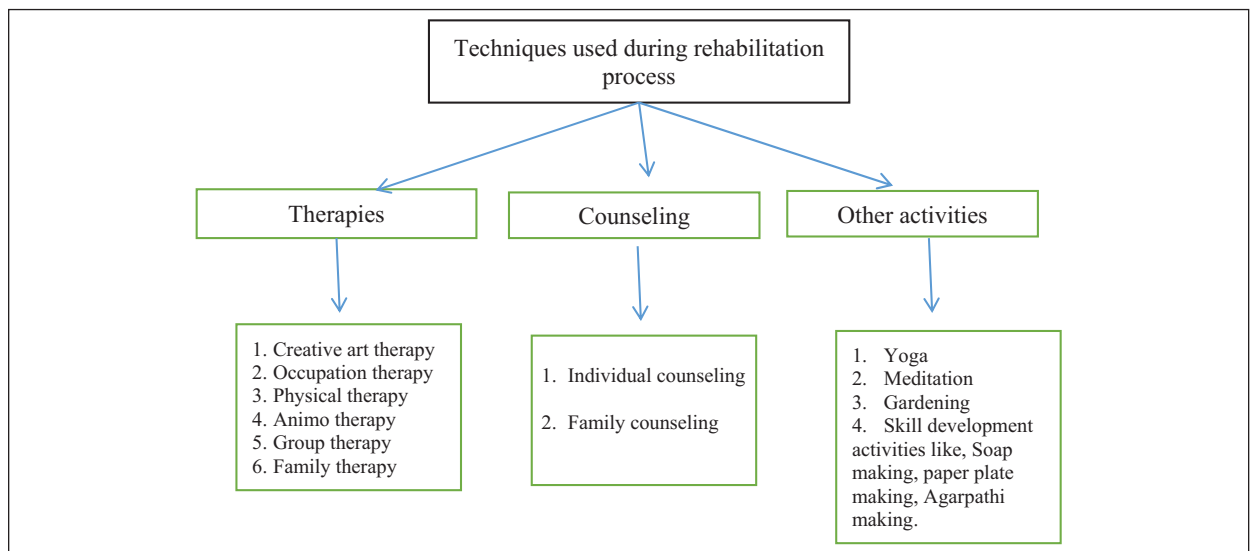 Techniques used during rehabilitation
process
Therapies
Counseling
Other activities
1. Creative art therapy
2. Occupation therapy
3. Physical therapy
4. Animo therapy
5. Group therapy
6. Family therapy
1. Individual counseling
2. Family counseling
1. Yoga
2. Meditation
3. Gardening
4. Skill development
activities like, Soap
making, paper plate
making, Agarpathi
making.